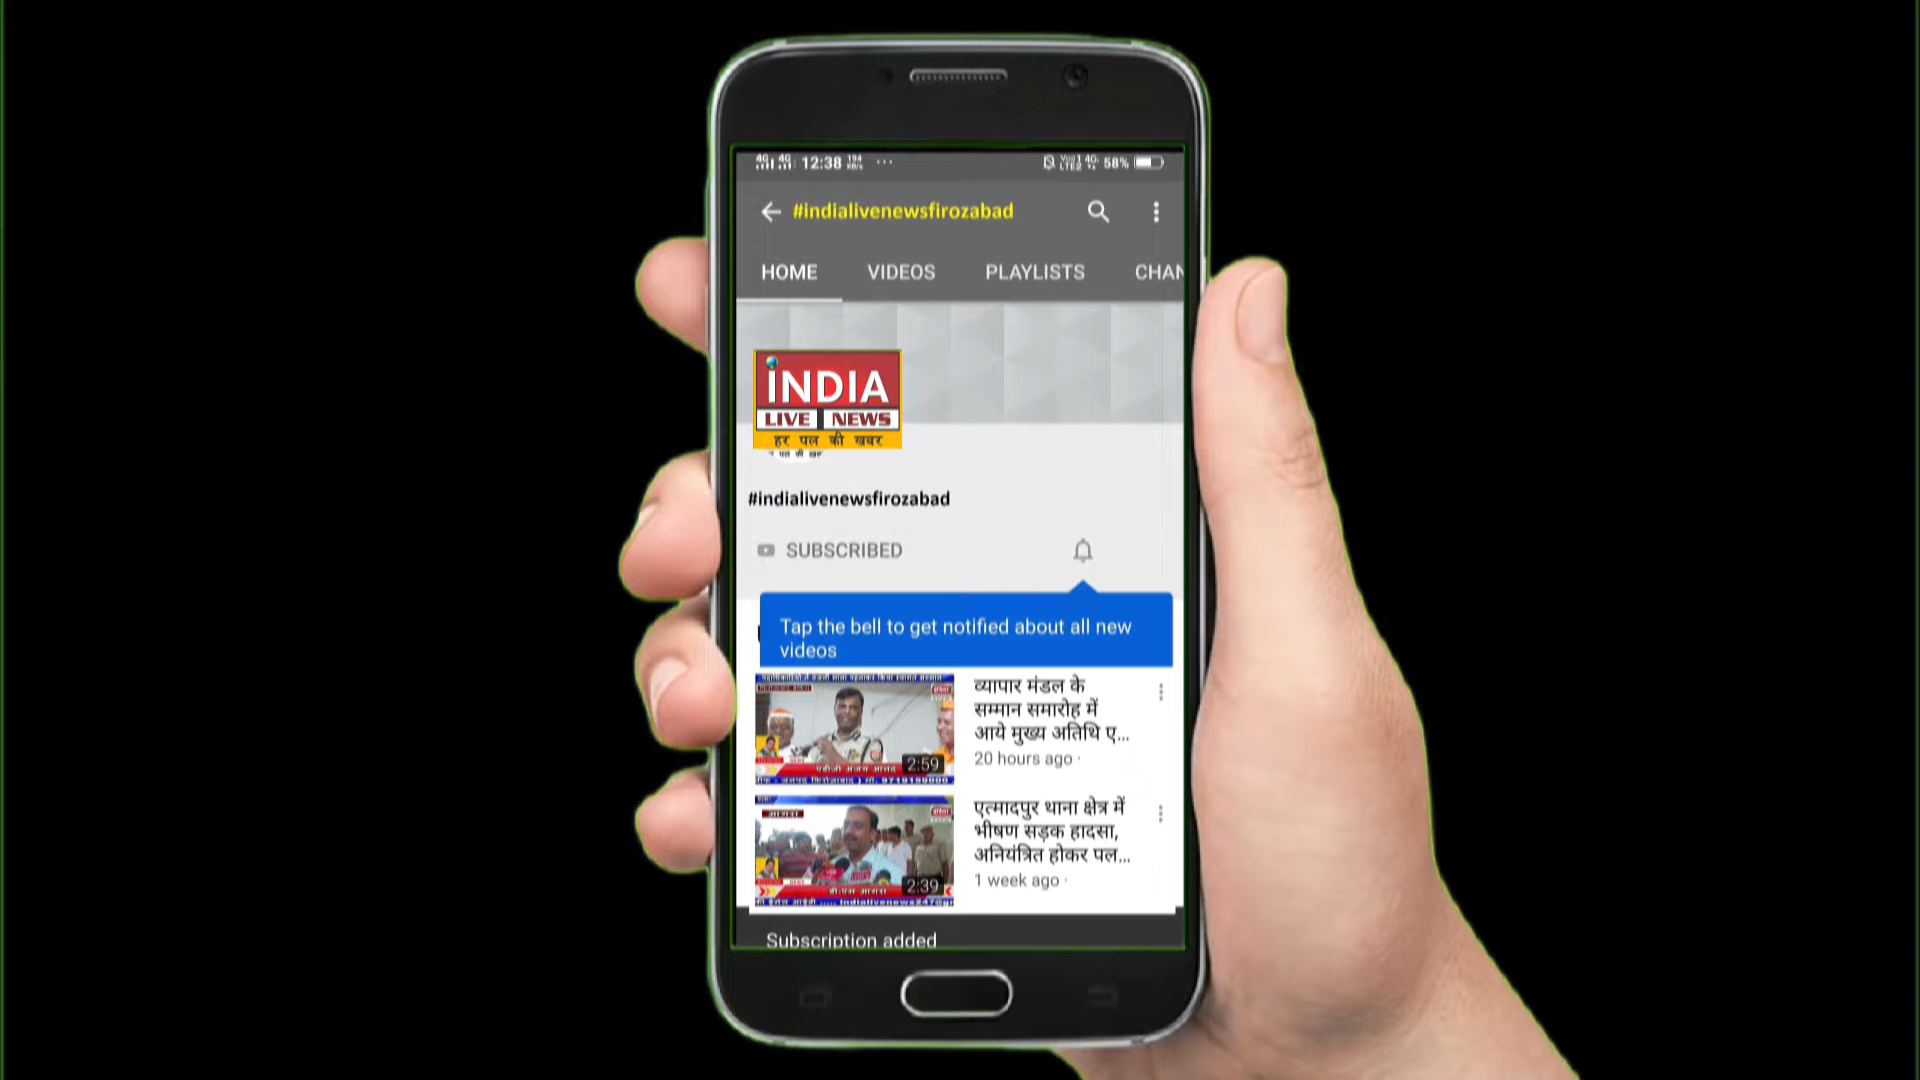 12:38
58%
#indialivenewsfirozabad
HOME VIDEOS PLAYLISTS CHAN
INDIA
LIVE NEWS
हर पल की खबर
#indialivenewsfirozabad
SUBSCRIBED
Tap the bell to get notified about all new
videos
व्यापार मंडल के
सम्मान समारोह में
आये मुख्य अतिथि ए...
20 hours ago
2:59
एत्मादपुर थाना क्षेत्र में
भीषण सड़क हादसा,
अनियंत्रित होकर पल...
1 week ago
2:39
Subscription added